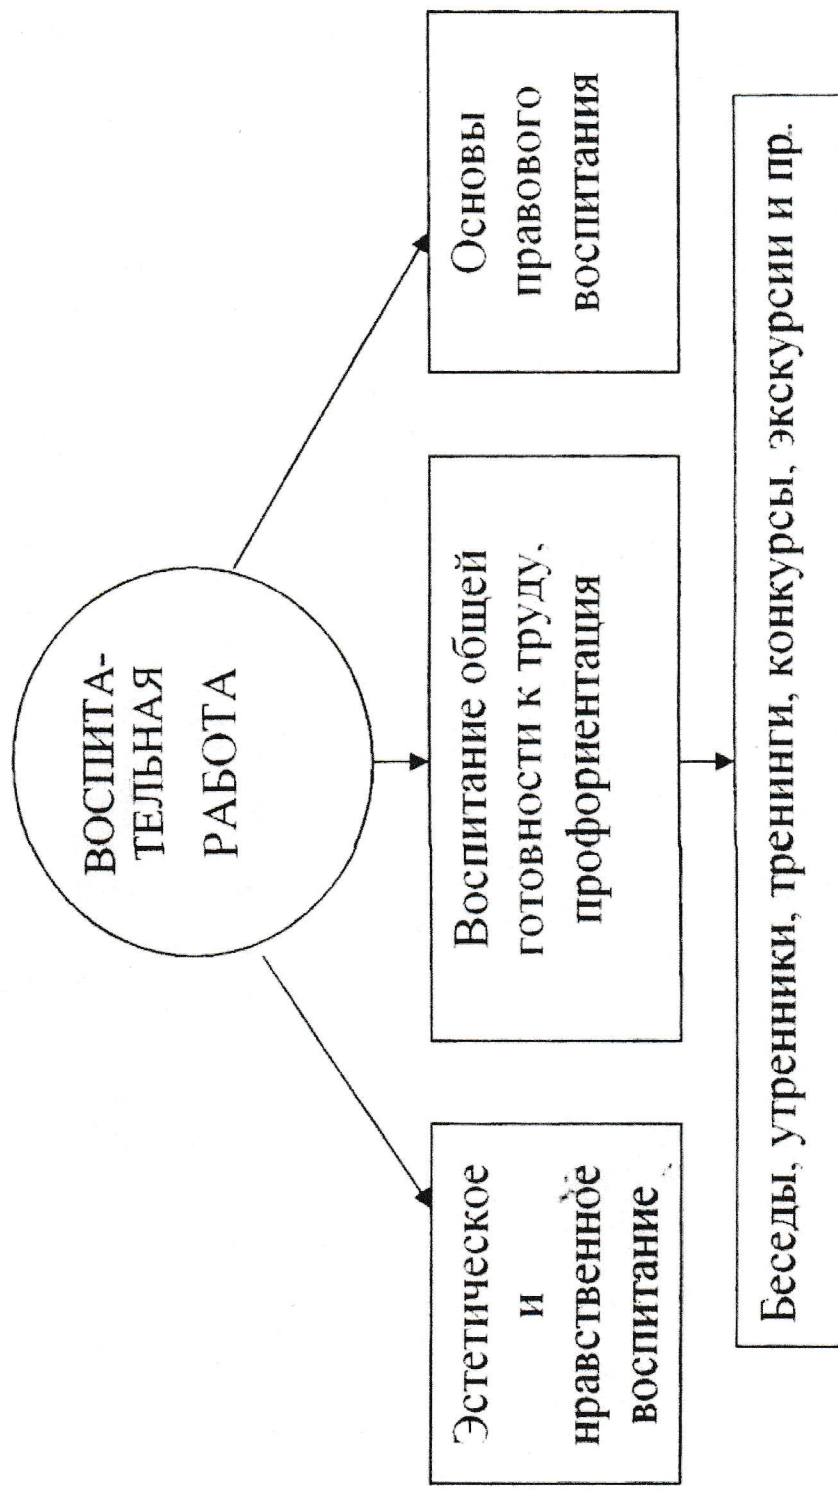 ВОСПИТА-
ТЕЛЬНАЯ
РАБОТА
Эстетическое
и
нравственное
воспитание
Воспитание общей
готовности к труду,
профориентация
Основы
правового
воспитания
Беседы, утренники, тренинги, конкурсы, экскурсии и пр.